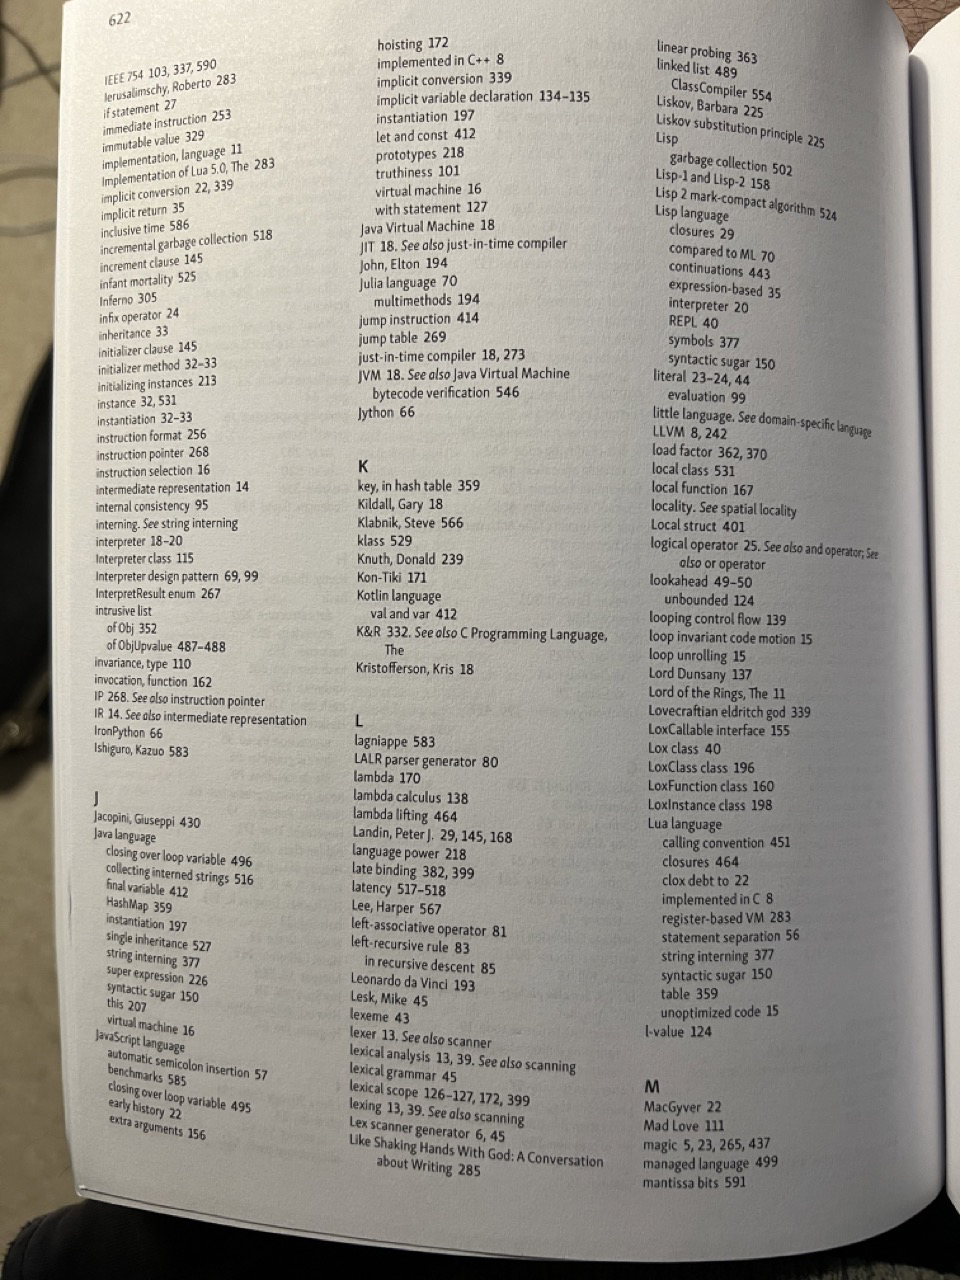 622
IEEE 754 103, 337, 590
Ierusalimschy, Roberto 283
if statement 27
immediate instruction 253
immutable value 329
implementation, language 11
Implementation of Lua 5.0, The 283
implicit conversion 22, 339
implicit return 35
inclusive time 586
incremental garbage collection 518
increment clause 145
infant mortality 525
Inferno 305
infix operator 24
inheritance 33
initializer clause 145
initializer method 32–33
initializing instances 213
instance 32, 531
instantiation 32–33
instruction format 256
instruction pointer 268
instruction selection 16
intermediate representation 14
internal consistency 95
interning. See string interning
interpreter 18–20
Interpreter class 115
Interpreter design pattern 69, 99
InterpretResult enum 267
intrusive list
of Obj 352
of ObjUpvalue 487–488
invariance, type 110
invocation, function 162
IP 268. See also instruction pointer
IR 14. See also intermediate representation
IronPython 66
Ishiguro, Kazuo 583
J
Jacopini, Giuseppi 430
Java language
closing over loop variable 496
collecting interned strings 516
final variable 412
HashMap 359
instantiation 197
single inheritance 527
string interning 377
super expression 226
syntactic sugar 150
this 207
virtual machine 16
JavaScript language
automatic semicolon insertion 57
benchmarks 585
closing over loop variable 495
early history 22
extra arguments 156
hoisting 172
implemented in C++ 8
implicit conversion 339
implicit variable declaration 134–135
instantiation 197
let and const 412
prototypes 218
truthiness 101
virtual machine 16
with statement 127
Java Virtual Machine 18
JIT 18. See also just-in-time compiler
John, Elton 194
Julia language 70
multimethods 194
jump instruction 414
jump table 269
just-in-time compiler 18, 273
JVM 18. See also Java Virtual Machine
bytecode verification 546
Jython 66
K
key, in hash table 359
Kildall, Gary 18
Klabnik, Steve 566
klass 529
Knuth, Donald 239
Kon-Tiki 171
Kotlin language
val and var 412
K&R 332. See also C Programming Language,
The
Kristofferson, Kris 18
L
lagniappe 583
LALR parser generator 80
lambda 170
lambda calculus 138
lambda lifting 464
Landin, Peter J. 29, 145, 168
language power 218
late binding 382, 399
latency 517–518
Lee, Harper 567
left-associative operator 81
left-recursive rule 83
in recursive descent 85
Leonardo da Vinci 193
Lesk, Mike 45
lexeme 43
lexer 13. See also scanner
lexical analysis 13, 39. See also scanning
lexical grammar 45
lexical scope 126–127, 172, 399
lexing 13, 39. See also scanning
Lex scanner generator 6, 45
Like Shaking Hands With God: A Conversation
about Writing 285
linear probing 363
linked list 489
ClassCompiler 554
Liskov, Barbara 225
Liskov substitution principle 225
Lisp
garbage collection 502
Lisp-1 and Lisp-2 158
Lisp 2 mark-compact algorithm 524
Lisp language
closures 29
compared to ML 70
continuations 443
expression-based 35
interpreter 20
REPL 40
symbols 377
syntactic sugar 150
literal 23–24, 44
evaluation 99
little language. See domain-specific language
LLVM 8, 242
load factor 362, 370
local class 531
local function 167
locality. See spatial locality
Local struct 401
logical operator 25. See also and operator; See
also or operator
lookahead 49–50
unbounded 124
looping control flow 139
loop invariant code motion 15
loop unrolling 15
Lord Dunsany 137
Lord of the Rings, The 11
Lovecraftian eldritch god 339
LoxCallable interface 155
Lox class 40
LoxClass class 196
LoxFunction class 160
LoxInstance class 198
Lua language
calling convention 451
closures 464
clox debt to 22
implemented in C 8
register-based VM 283
statement separation 56
string interning 377
syntactic sugar 150
table 359
unoptimized code 15
l-value 124
M
MacGyver 22
Mad Love 111
magic 5, 23, 265, 437
managed language 499
mantissa bits 591